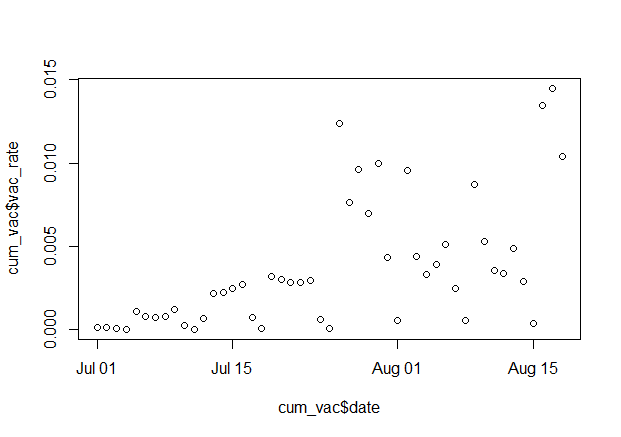 0.015
0.010
0.005
0.000
cum_vac$vac_rate
Jul 01
Jul 15
Aug 01
Aug 15
cum_vac$date